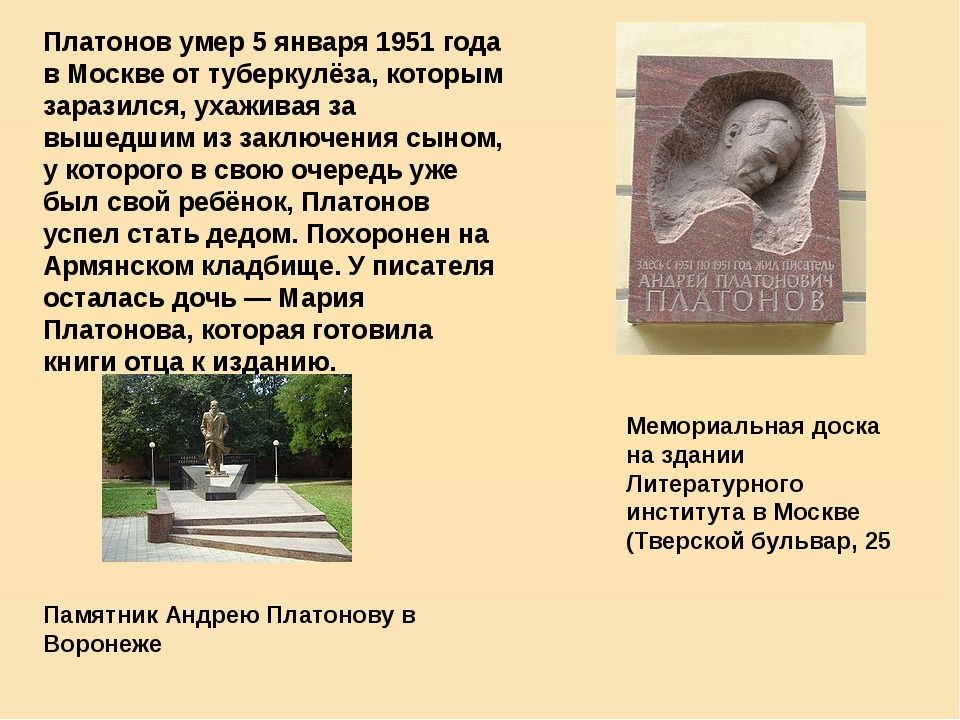 Платонов умер 5 января 1951 года
в Москве от туберкулёза, которым
заразился, ухаживая за
вышедшим из заключения сыном,
у которого в свою очередь уже
был свой ребёнок, Платонов
успел стать дедом. Похоронен на
Армянском кладбище. У писателя
осталась дочь — Мария
Платонова, которая готовила
книги отца к изданию.
ЗДЕСЬ С 1931 ПО 1951 ГОД ЖИЛ ПИСАТЕЛЬ
АНДРЕЙ ПЛАТОНОВИЧ
ПЛАТОНОВ
Мемориальная доска
на здании
Литературного
института в Москве
(Тверской бульвар, 25
Памятник Андрею Платонову в
Воронеже